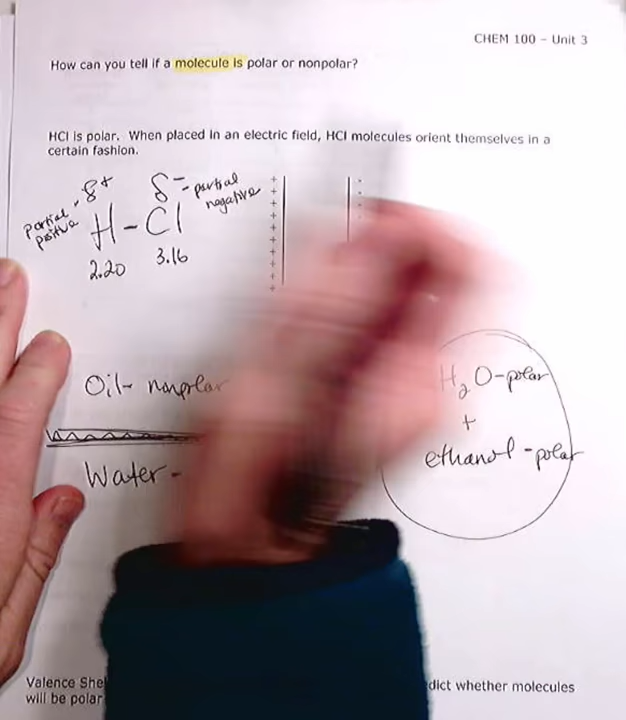 CHEM 100 – Unit 3
How can you tell if a molecule is polar or nonpolar?
HCl is polar. When placed in an electric field, HCl molecules orient themselves in a
certain fashion.
partial positive - δ+ δ- - partial negative
H - Cl
2.20 3.16
Oil - nonpolar
Water -
H₂O - polar
+
ethanol - polar
Valence She
dict whether molecules
will be polar